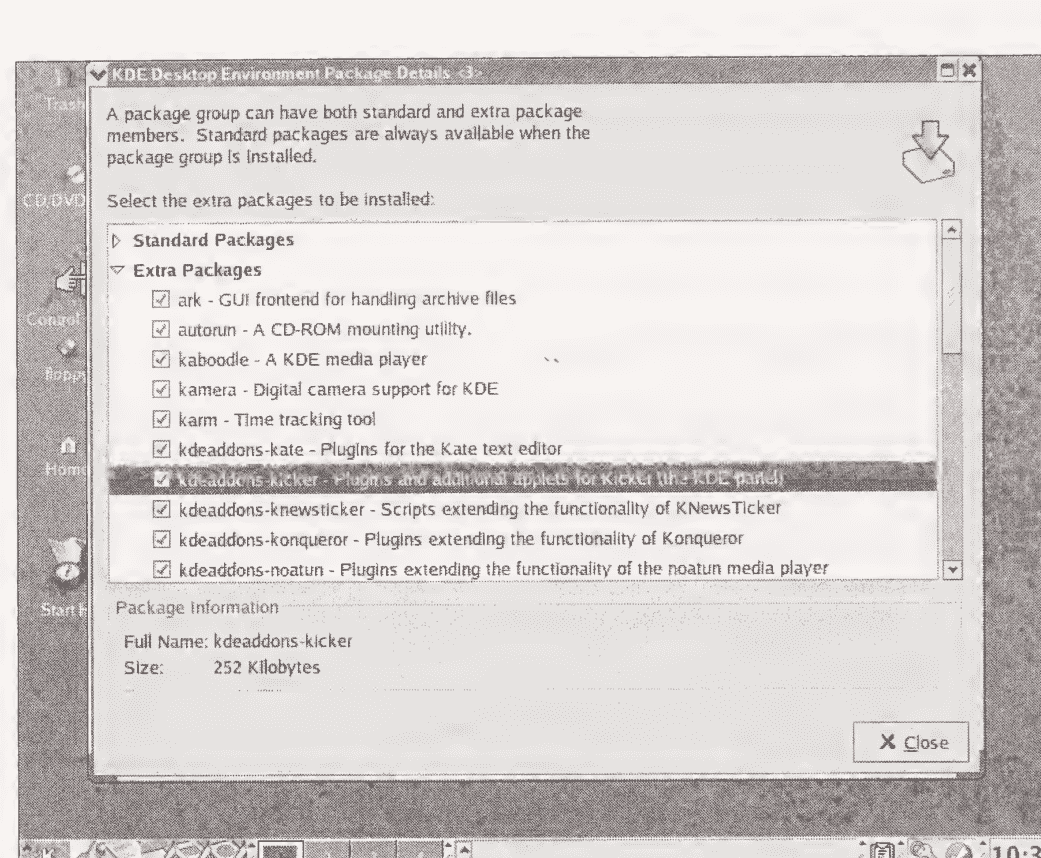 KDE Desktop Environment Package Details <3>
Trash
A package group can have both standard and extra package
members. Standard packages are always available when the
package group is installed.
CD/DVD
Select the extra packages to be installed:
Standard Packages
Extra Packages
ark - GUI frontend for handling archive files
autorun - A CD-ROM mounting utility.
kaboodle - A KDE media player
kamera - Digital camera support for KDE
karm - Time tracking tool
kdeaddons-kate - Plugins for the Kate text editor
Home
kdeaddons-kicker - Plugins and additional applets for Kicker (the KDE panel)
kdeaddons-knewsticker - Scripts extending the functionality of KNewsTicker
kdeaddons-konqueror - Plugins extending the functionality of Konqueror
kdeaddons-noatun - Plugins extending the functionality of the noatun media player
Start
Package Information
Full Name: kdeaddons-kicker
Size: 252 Kilobytes
Close
10:3